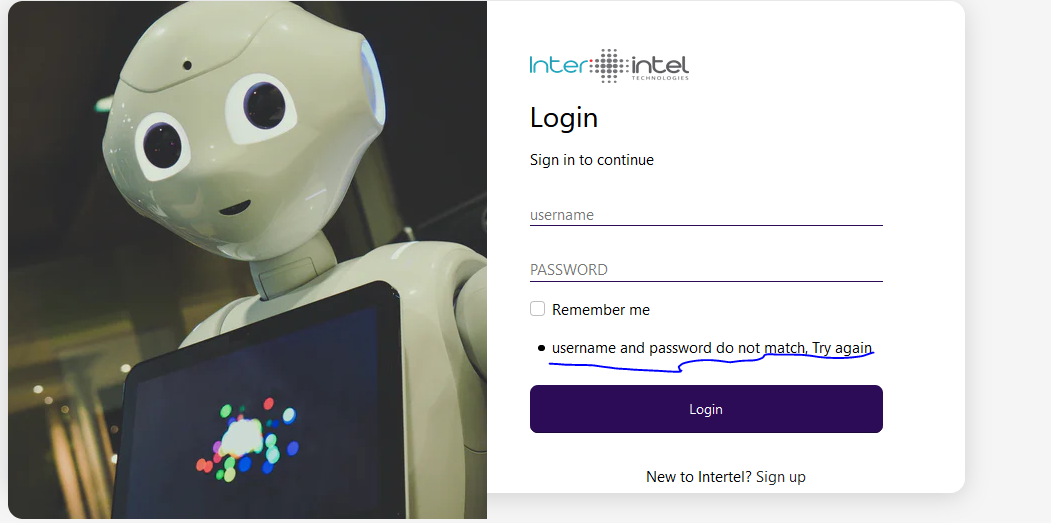 Inter intel
TECHNOLOGIES
Login
Sign in to continue
username
PASSWORD
Remember me
username and password do not match, Try again
Login
New to Intertel? Sign up